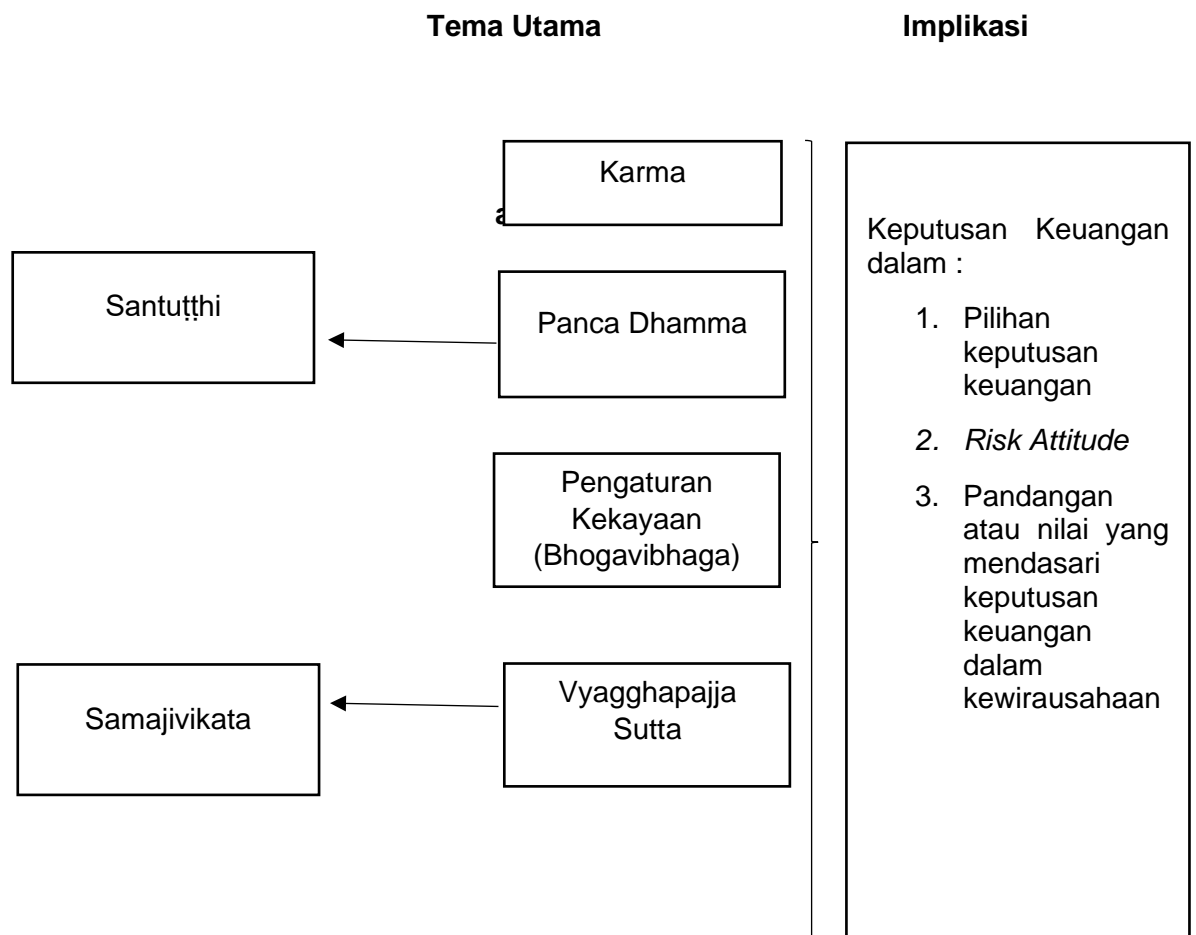 Tema Utama
Implikasi
Karma
Santuṭṭhi
Panca Dhamma
Pengaturan
Kekayaan
(Bhogavibhaga)
Samajivikata
Vyagghapajja
Sutta
Keputusan Keuangan
dalam :
1. Pilihan
keputusan
keuangan
2. Risk Attitude
3. Pandangan
atau nilai yang
mendasari
keputusan
keuangan
dalam
kewirausahaan